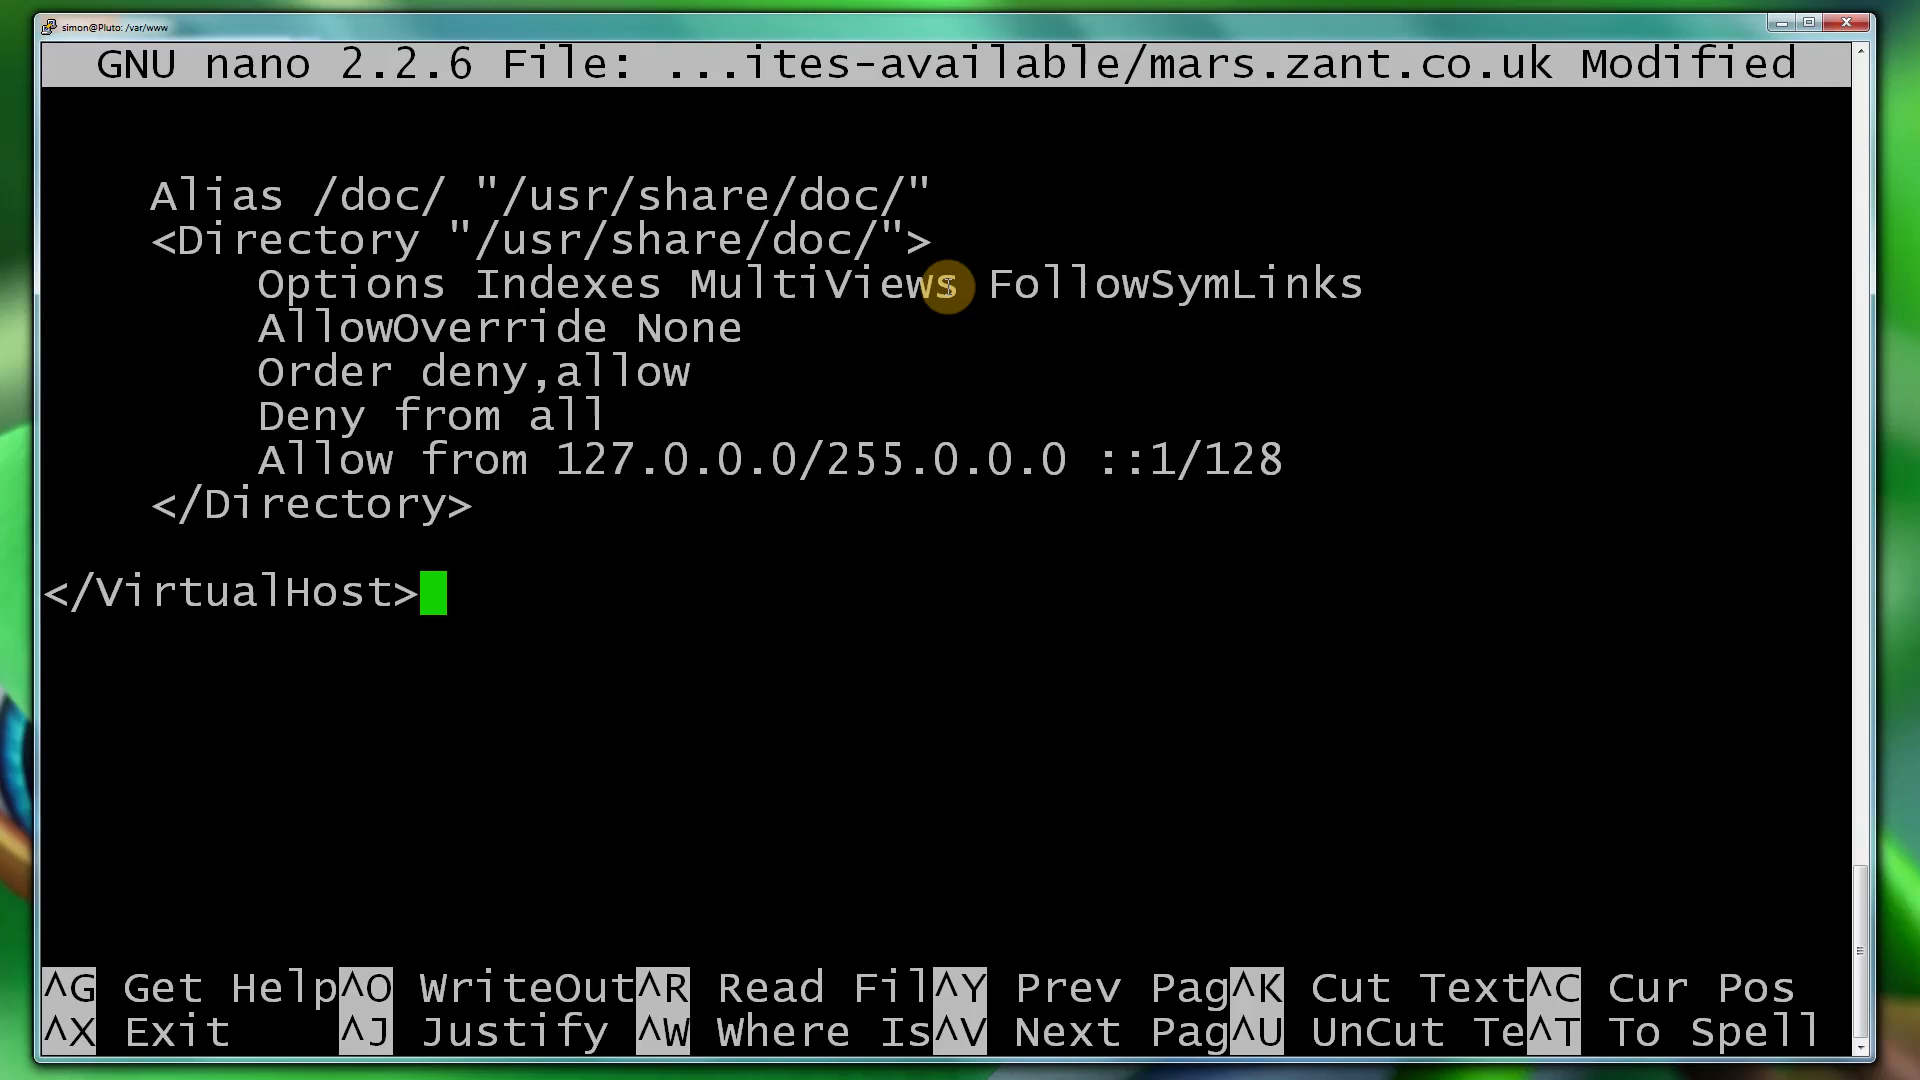 simon@Pluto: /var/www
GNU nano 2.2.6 File: ...ites-available/mars.zant.co.uk Modified
Alias /doc/ "/usr/share/doc/"
<Directory "/usr/share/doc/">
Options Indexes MultiViews FollowSymLinks
AllowOverride None
Order deny,allow
Deny from all
Allow from 127.0.0.0/255.0.0.0 ::1/128
</Directory>
</VirtualHost>
^G Get Help^O WriteOut^R Read Fil^Y Prev Pag^K Cut Text^C Cur Pos
^X Exit ^J Justify ^W Where Is^V Next Pag^U UnCut Te^T To Spell